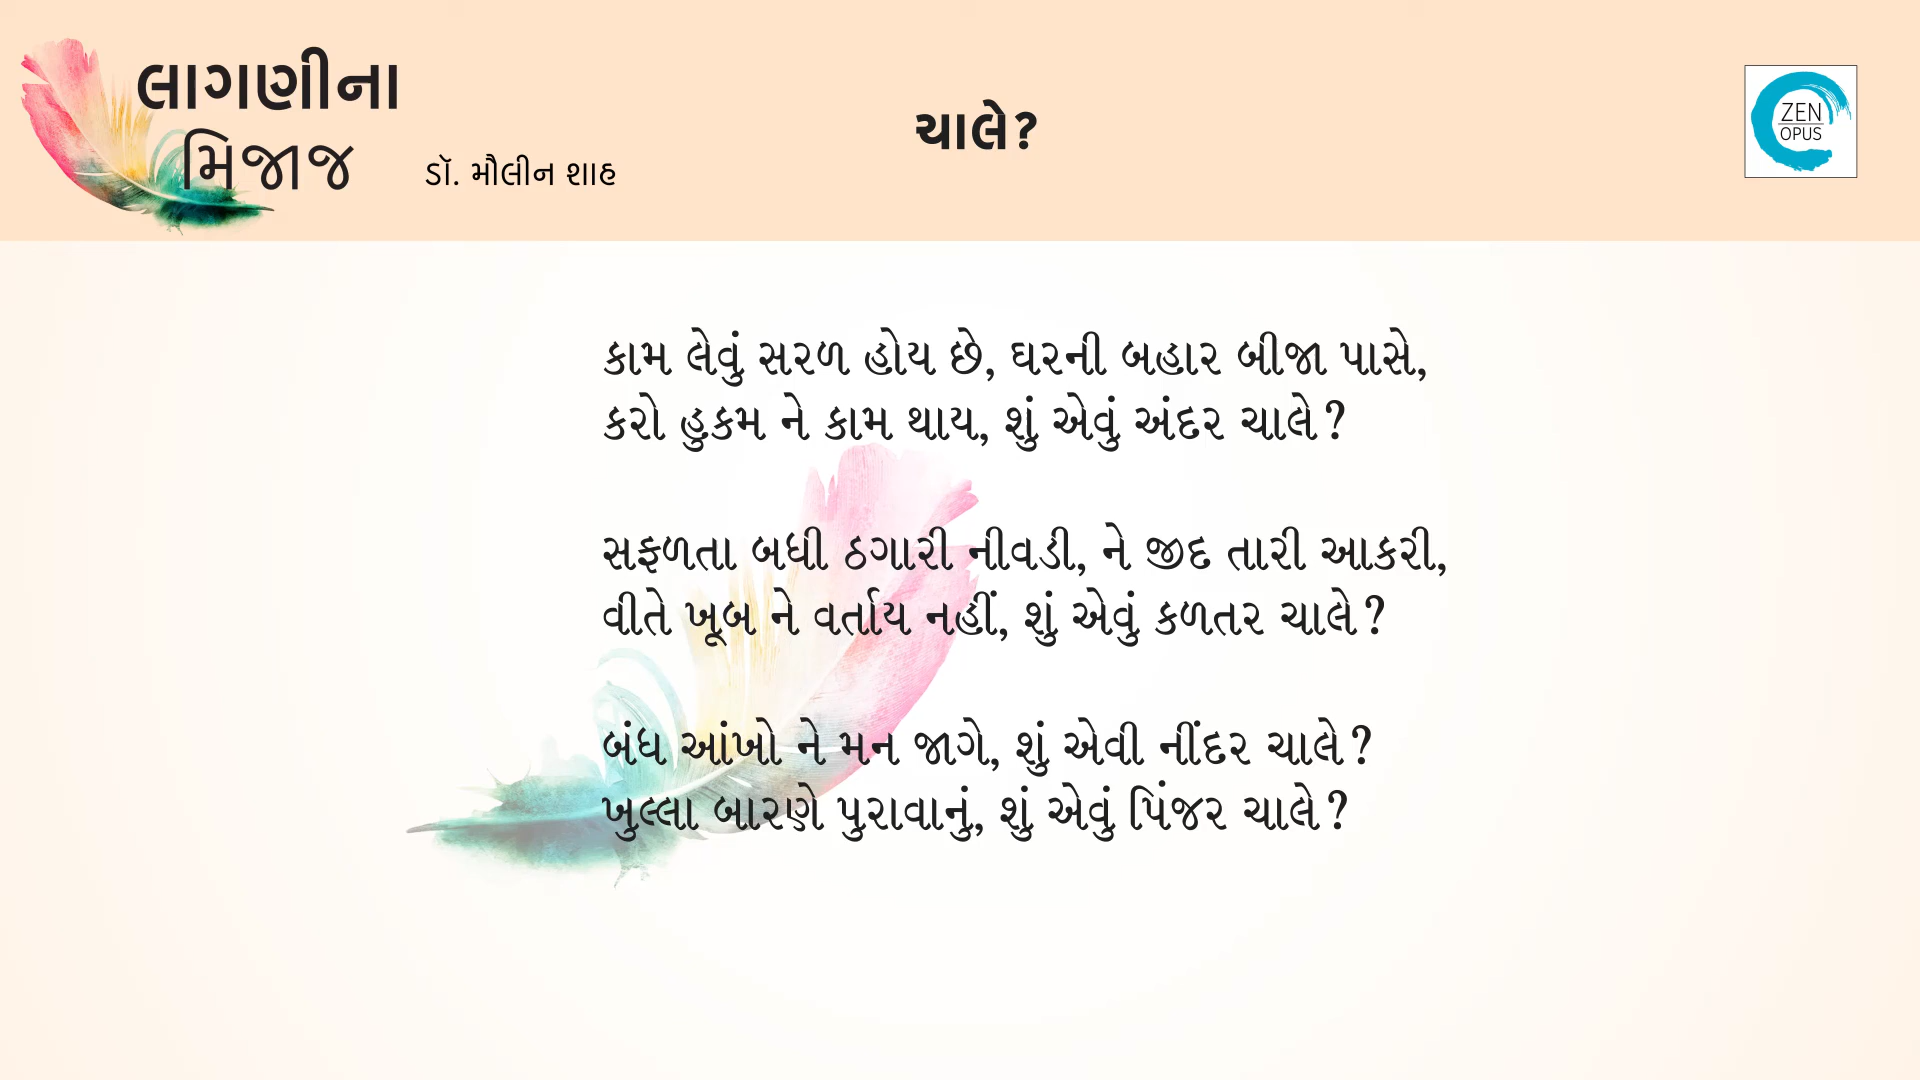 લાગણીના
મિજાજ
ડૉ. મૌલીન શાહ
ચાલે?
ZEN
OPUS
કામ લેવું સરળ હોય છે, ઘરની બહાર બીજા પાસે,
કરો હુકમ ને કામ થાય, શું એવું અંદર ચાલે?
સફળતા બધી ઠગારી નીવડી, ને જીદ તારી આકરી,
વીતે ખૂબ ને વર્તાય નહીં, શું એવું કળતર ચાલે?
બંધ આંખો ને મન જાગે, શું એવી નીંદર ચાલે?
ખુલ્લા બારણે પુરાવાનું, શું એવું પિંજર ચાલે?